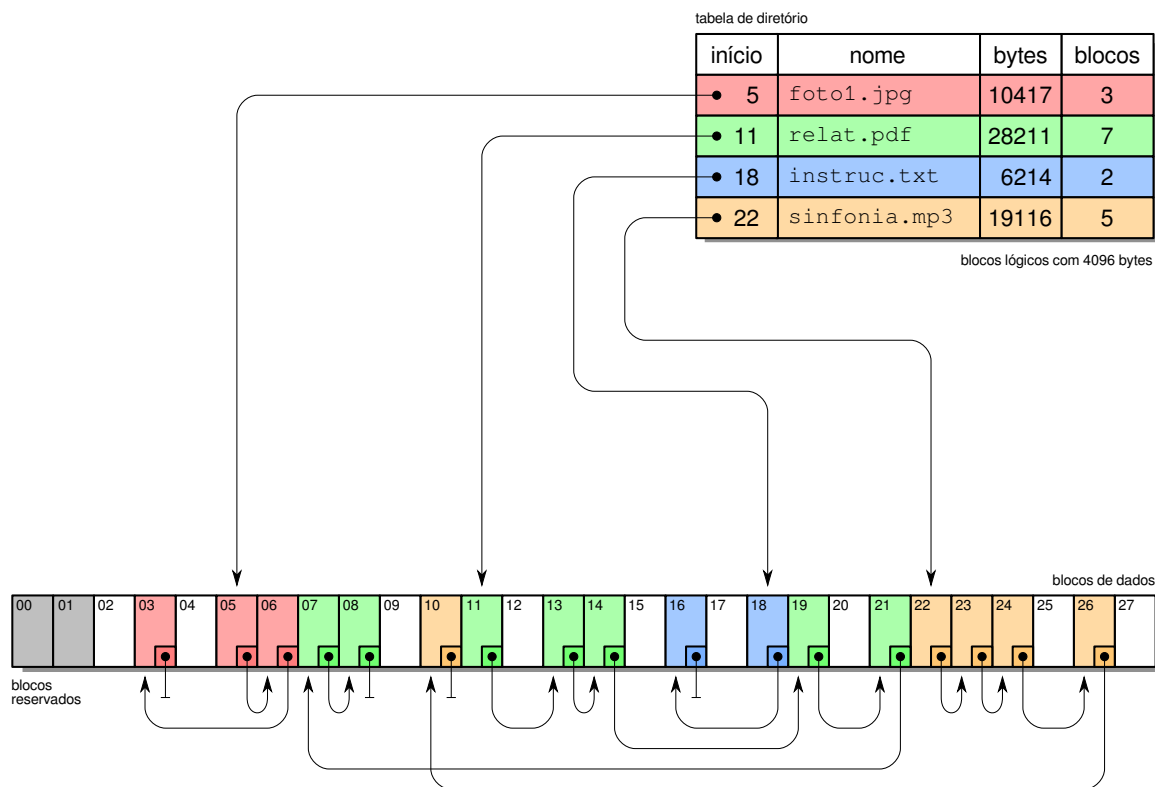 tabela de diretório
início nome bytes blocos
5 foto1.jpg 10417 3
11 relat.pdf 28211 7
18 instruc.txt 6214 2
22 sinfonia.mp3 19116 5
blocos lógicos com 4096 bytes
blocos de dados
00 01 02 03 04 05 06 07 08 09 10 11 12 13 14 15 16 17 18 19 20 21 22 23 24 25 26 27
blocos
reservados